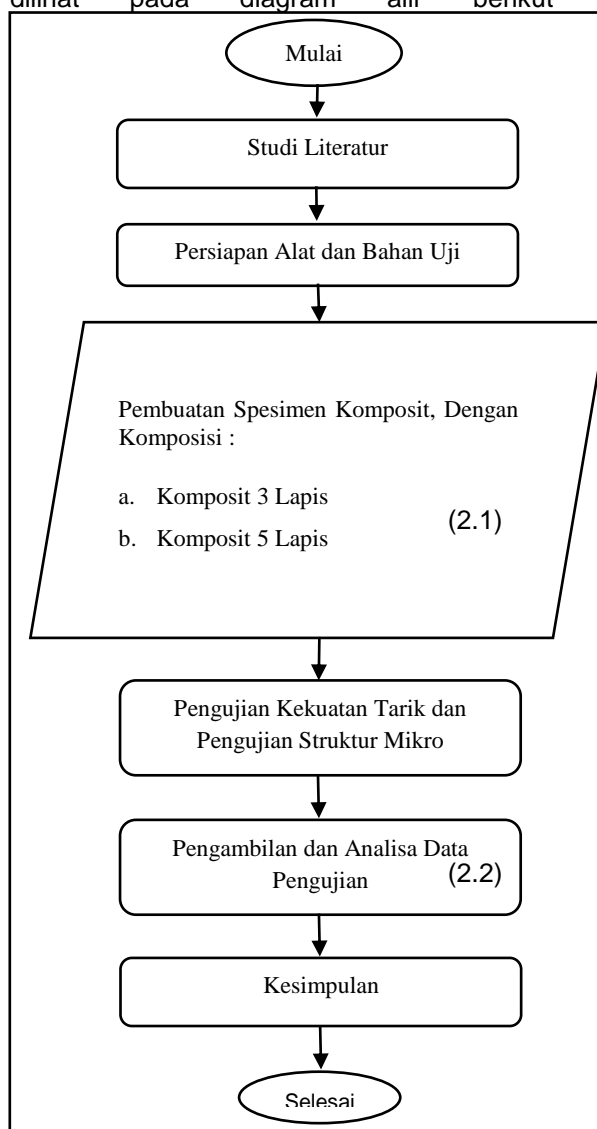 dilihat pada diagram alir berikut
Mulai
Studi Literatur
Persiapan Alat dan Bahan Uji
Pembuatan Spesimen Komposit, Dengan
Komposisi :
a. Komposit 3 Lapis
(2.1)
b. Komposit 5 Lapis
Pengujian Kekuatan Tarik dan
Pengujian Struktur Mikro
Pengambilan dan Analisa Data
Pengujian (2.2)
Kesimpulan
Selesai